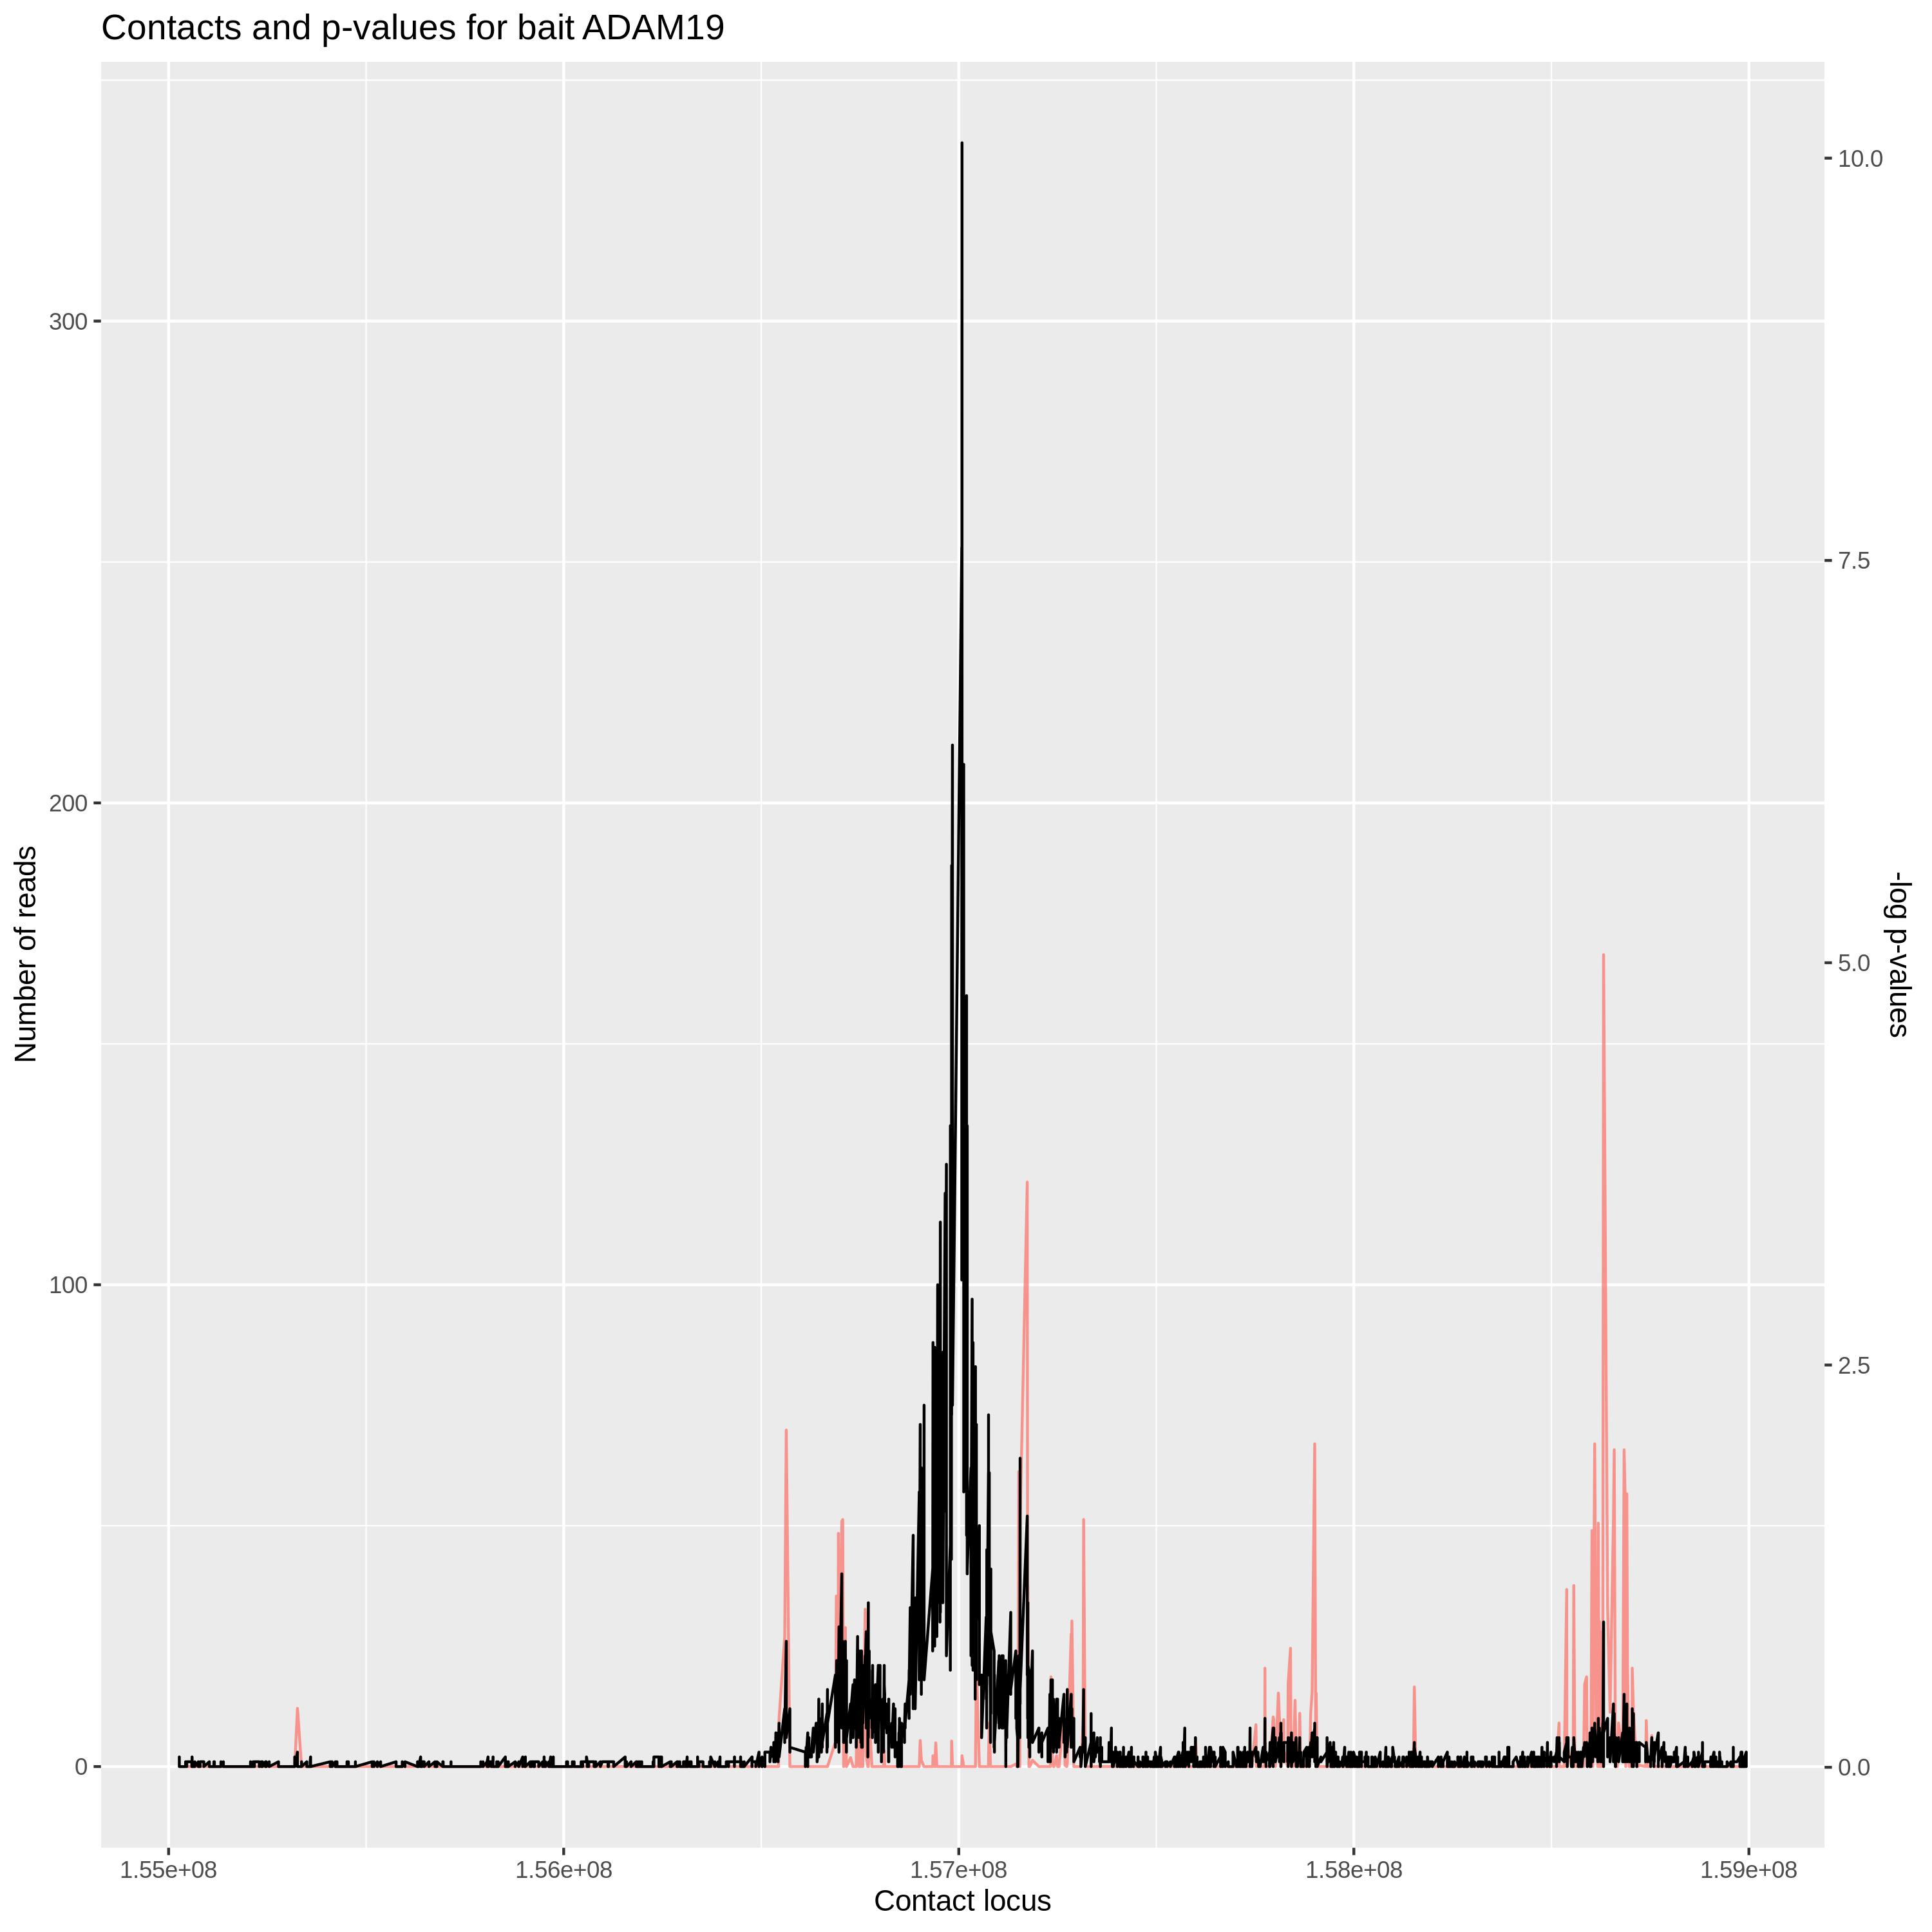 Contacts and p-values for bait ADAM19
Number of reads
300
200
100
0
10.0
7.5
5.0
2.5
0.0
-log p-values
1.55e+08 1.56e+08 1.57e+08 1.58e+08 1.59e+08
Contact locus